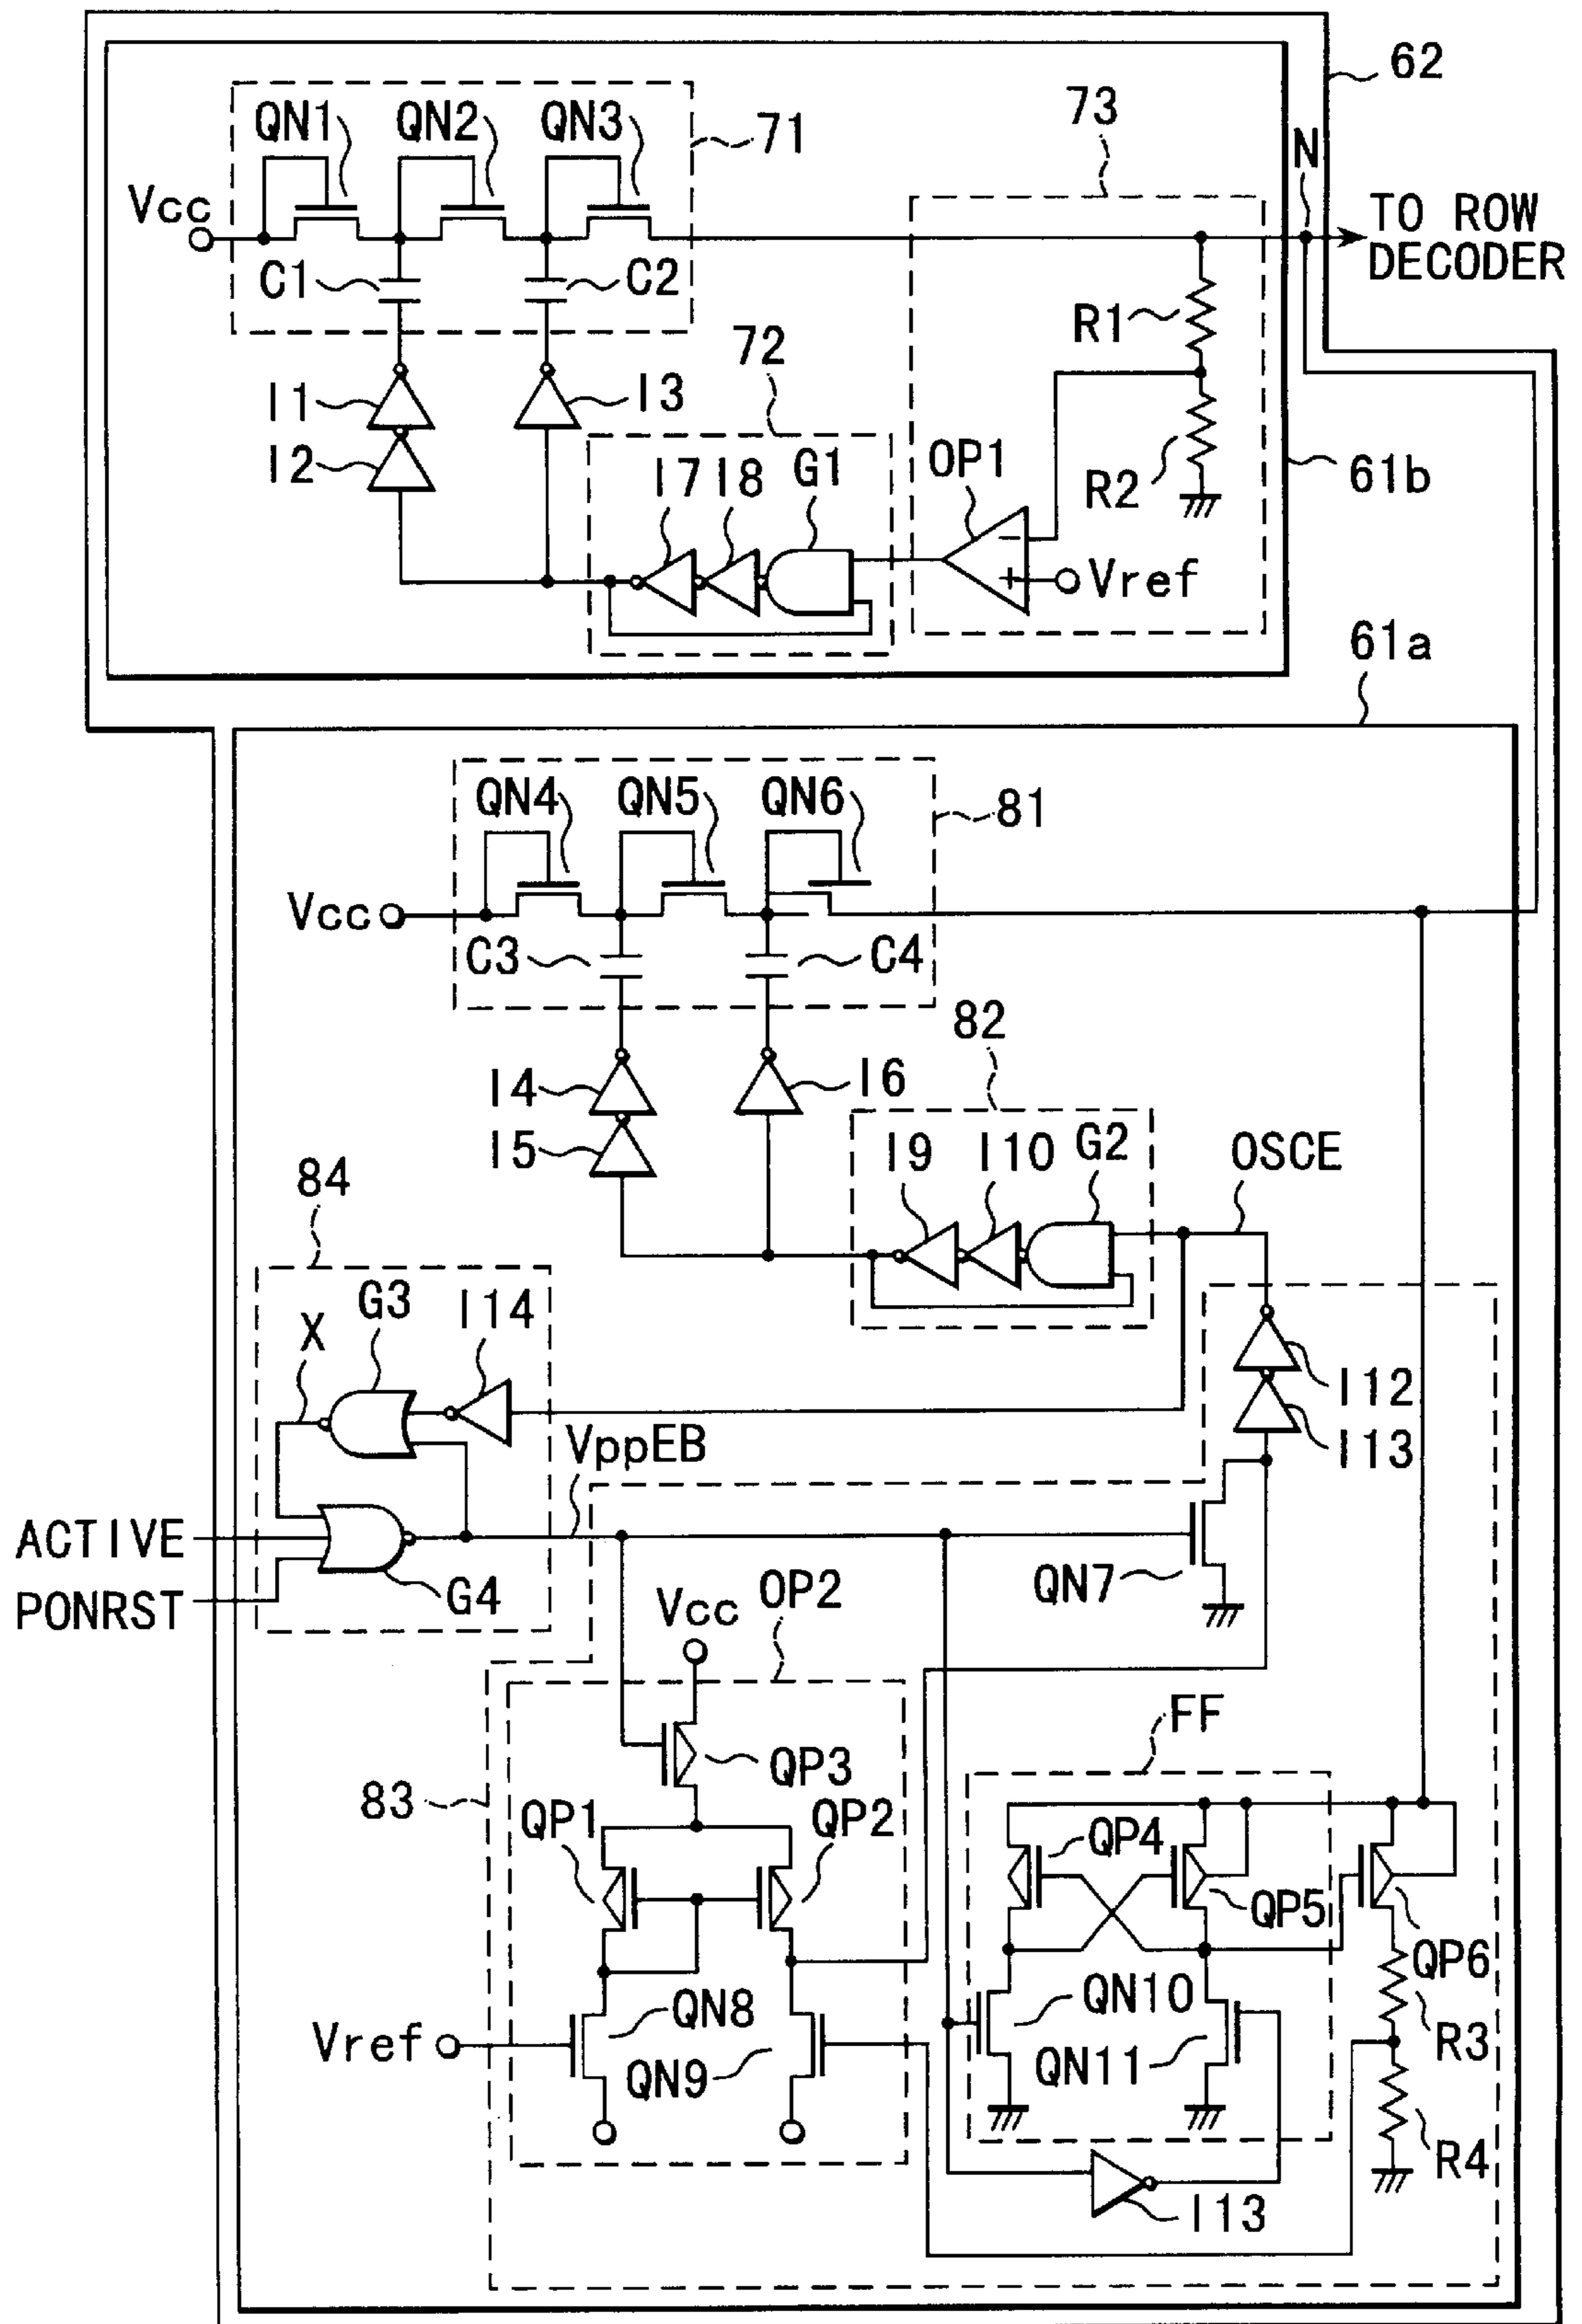 62
QN1
QN2
QN3
71
73
N
Vcc
TO ROW
DECODER
C1
C2
R1
72
I1
I3
I2
I7
I8
G1
OP1
R2
61b
Vref
61a
QN4
QN5
QN6
81
Vcc
C3
C4
82
I4
I6
I5
I9
I10
G2
OSCE
84
X
G3
I14
I12
VppEB
I13
ACTIVE
PONRST
G4
QN7
Vcc
OP2
FF
QP3
83
QP1
QP2
QP4
QP5
QP6
QN8
QN10
Vref
QN9
QN11
R3
R4
I13